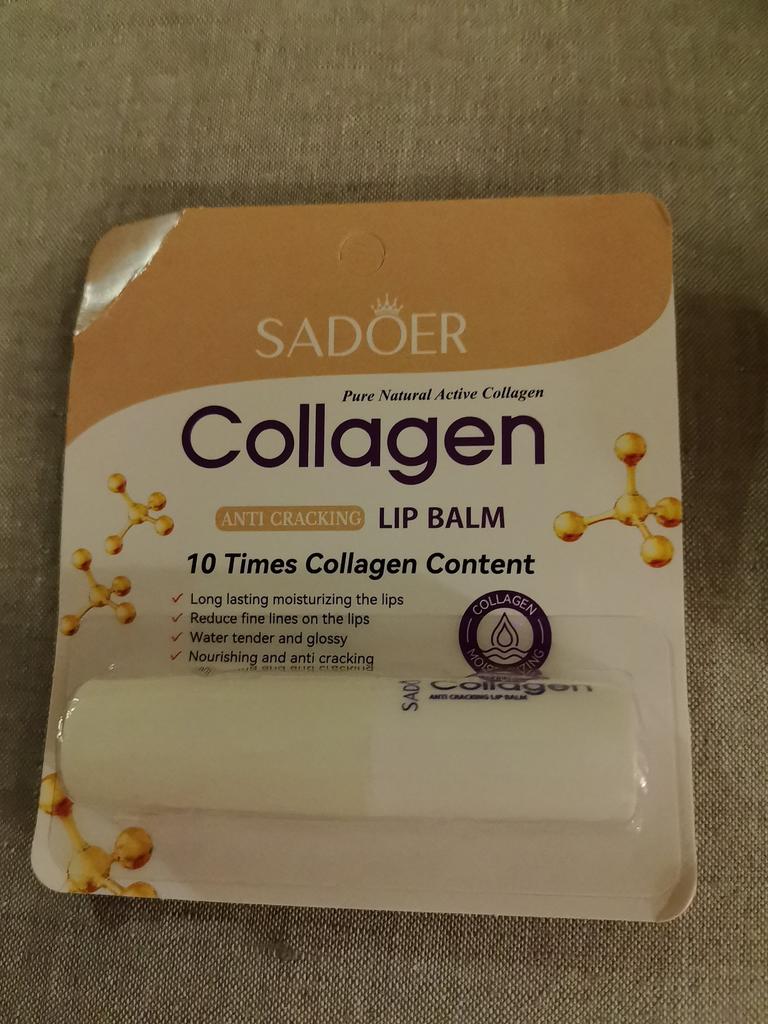 SADOER
Pure Natural Active Collagen
Collagen
ANTI CRACKING LIP BALM
10 Times Collagen Content
✓ Long lasting moisturizing the lips
✓ Reduce fine lines on the lips
✓ Water tender and glossy
✓ Nourishing and anti cracking
COLLAGEN
MOISTURIZING
Collagen
ANTI CRACKING LIP BALM